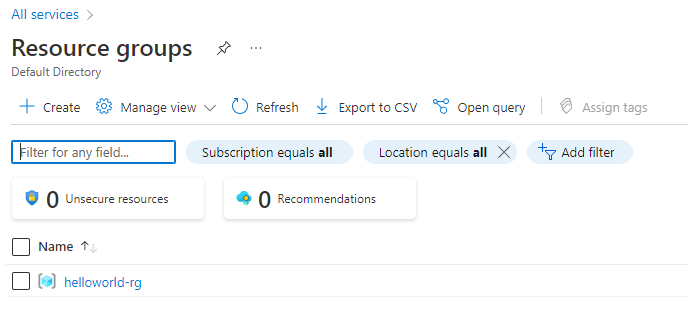 All services >
Resource groups ...
Default Directory
+ Create Manage view Refresh Export to CSV Open query Assign tags
Filter for any field... Subscription equals all Location equals all × Add filter
0 Unsecure resources 0 Recommendations
Name ↑↓
helloworld-rg